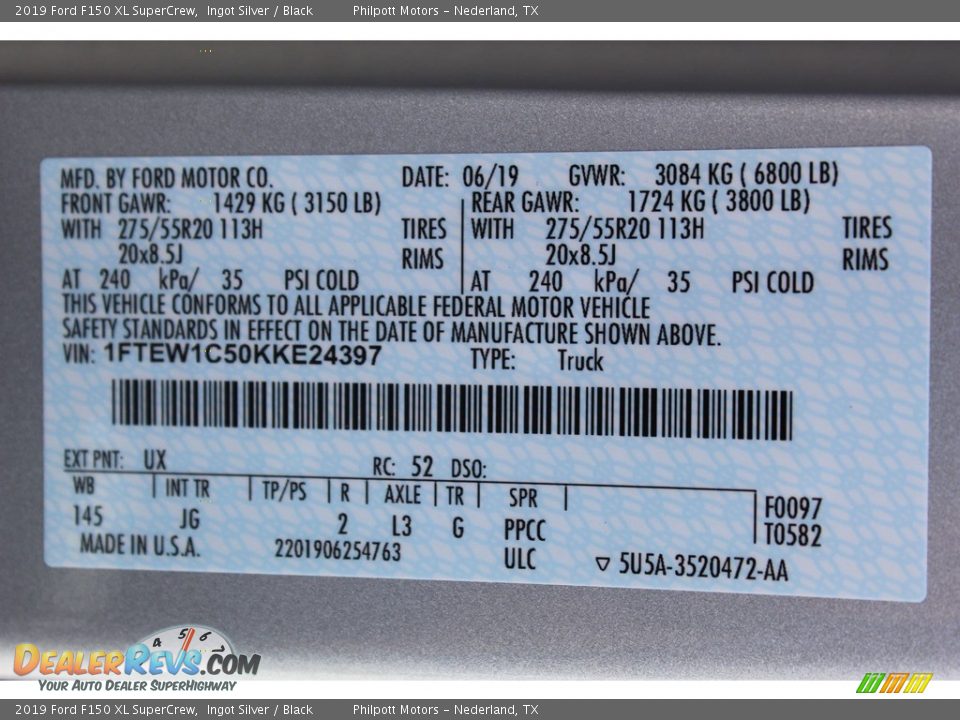 2019 Ford F150 XL SuperCrew, Ingot Silver / Black Philpott Motors – Nederland, TX
MFD. BY FORD MOTOR CO. DATE: 06/19 GVWR: 3084 KG ( 6800 LB)
FRONT GAWR: 1429 KG ( 3150 LB) REAR GAWR: 1724 KG ( 3800 LB)
WITH 275/55R20 113H TIRES WITH 275/55R20 113H TIRES
20x8.5J RIMS 20x8.5J RIMS
AT 240 kPa/ 35 PSI COLD AT 240 kPa/ 35 PSI COLD
THIS VEHICLE CONFORMS TO ALL APPLICABLE FEDERAL MOTOR VEHICLE
SAFETY STANDARDS IN EFFECT ON THE DATE OF MANUFACTURE SHOWN ABOVE.
VIN: 1FTEW1C50KKE24397 TYPE: Truck
EXT PNT: UX RC: 52 DSO:
WB INT TR TP/PS R AXLE TR SPR F0097
145 JG 2 L3 G PPCC T0582
MADE IN U.S.A. 2201906254763 ULC ▽ 5U5A-3520472-AA
4 5 6 7
DEALERREVS.COM
YOUR AUTO DEALER SUPERHIGHWAY
2019 Ford F150 XL SuperCrew, Ingot Silver / Black Philpott Motors – Nederland, TX